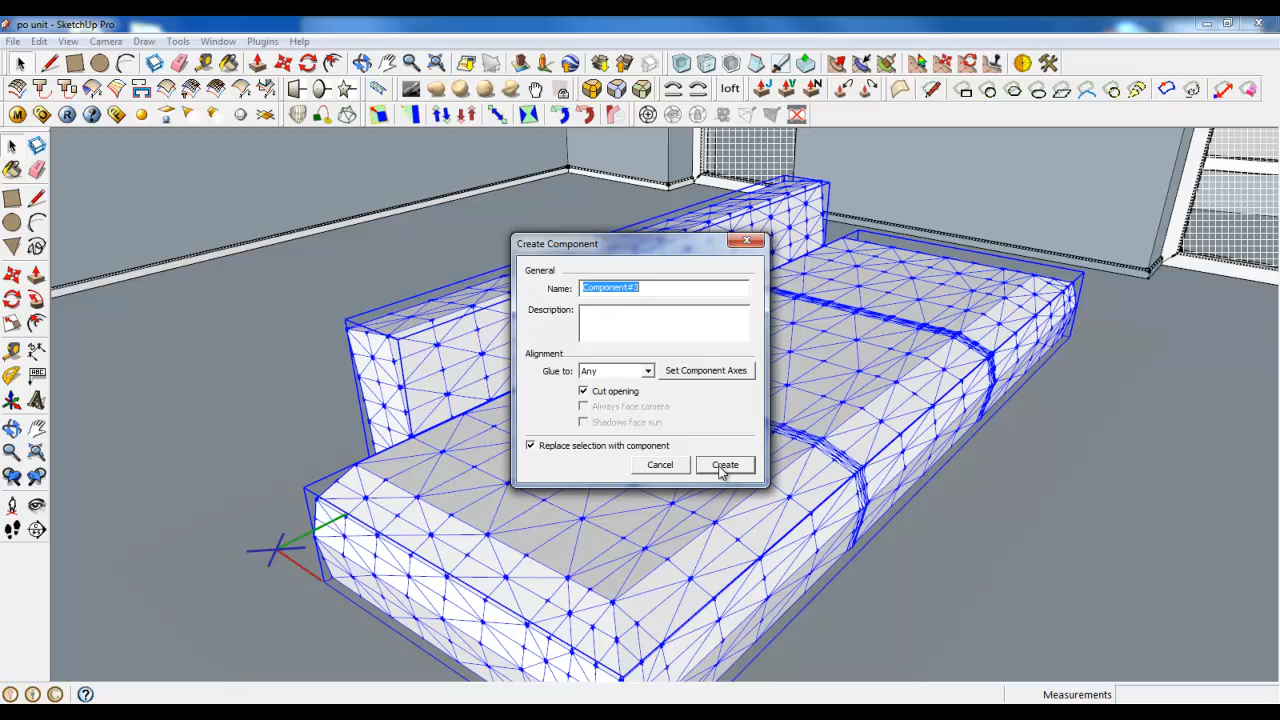 po unit - SketchUp Pro
File Edit View Camera Draw Tools Window Plugins Help
loft
M R ?
Create Component
General
Name: Component#3
Description:
Alignment
Glue to: Any Set Component Axes
Cut opening
Always face camera
Shadows face sun
Replace selection with component
Cancel Create
ABC
Measurements